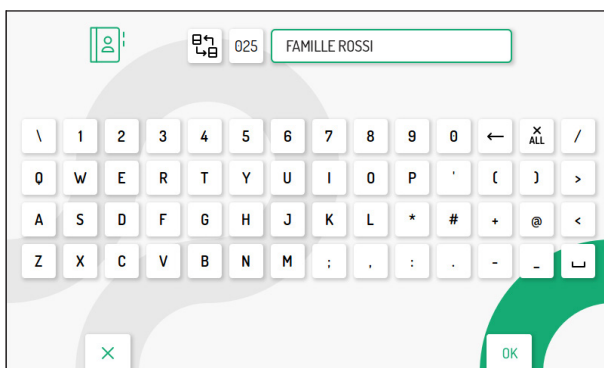 025 FAMILLE ROSSI
\ 1 2 3 4 5 6 7 8 9 0 ← × ALL /
Q W E R T Y U I O P ' ( ) >
A S D F G H J K L * # + @ <
Z X C V B N M ; , : . - _ ⎵
× OK